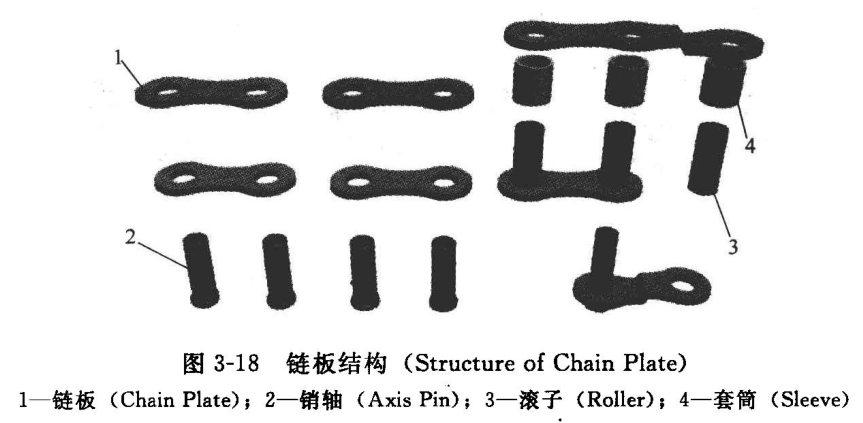 1
4
2
3
图 3-18 链板结构（Structure of Chain Plate）
1—链板（Chain Plate）；2—销轴（Axis Pin）；3—滚子（Roller）；4—套筒（Sleeve）